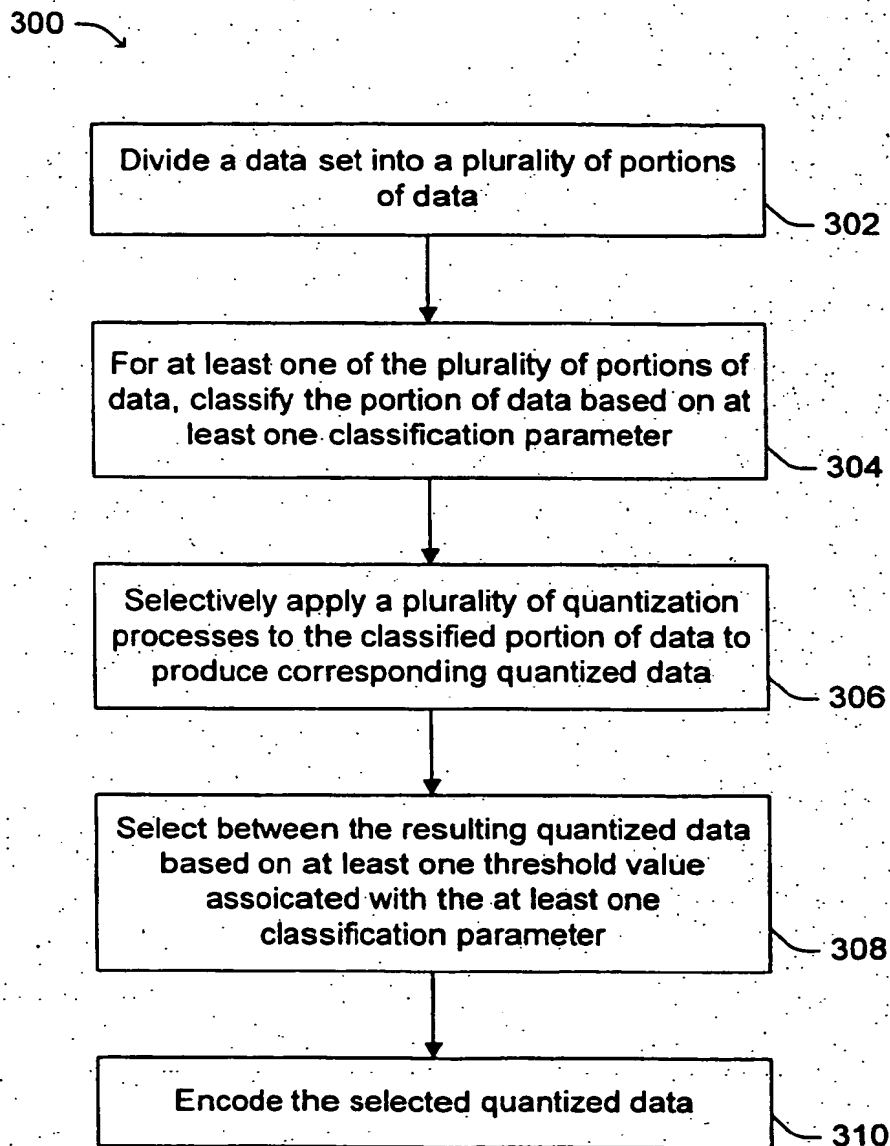 300
Divide a data set into a plurality of portions
of data
302
For at least one of the plurality of portions of
data, classify the portion of data based on at
least one classification parameter
304
Selectively apply a plurality of quantization
processes to the classified portion of data to
produce corresponding quantized data
306
Select between the resulting quantized data
based on at least one threshold value
assoicated with the at least one
classification parameter
308
Encode the selected quantized data
310